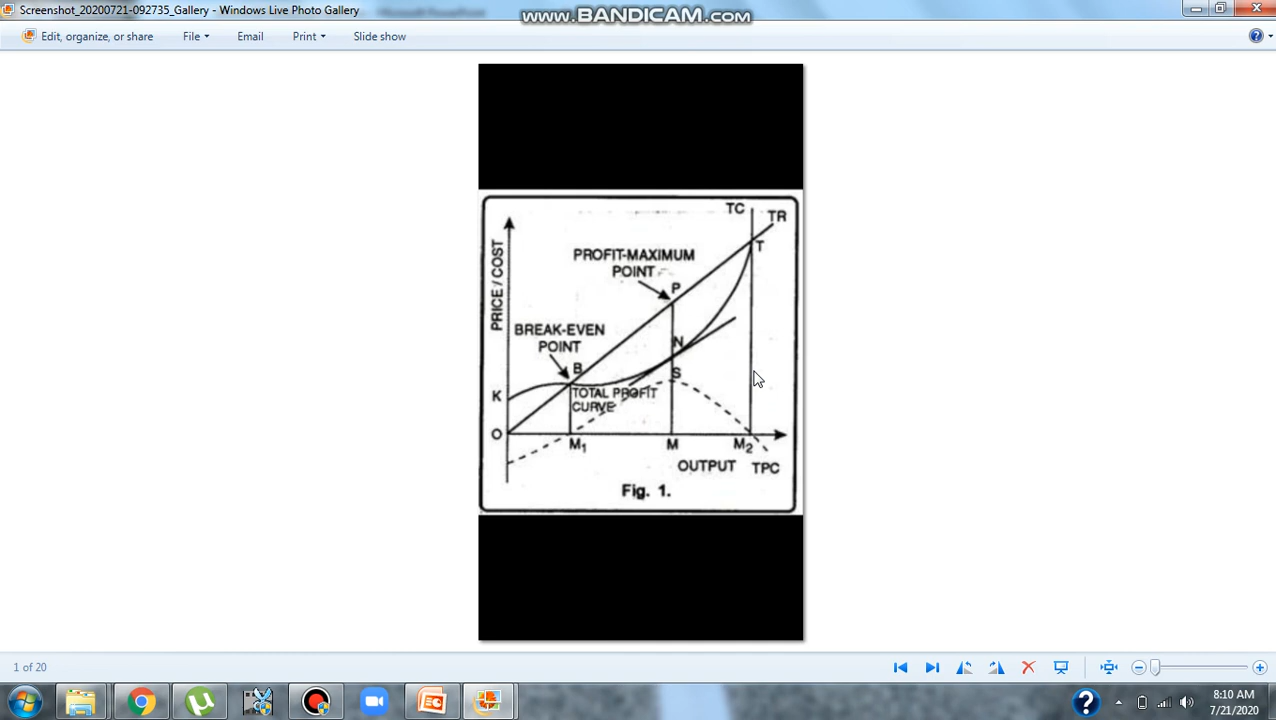 Screenshot_20200721-092735_Gallery - Windows Live Photo Gallery
www.BANDICAM.com
Edit, organize, or share File Email Print Slide show
TC
TR
T
PROFIT-MAXIMUM
POINT
P
PRICE/COST
BREAK-EVEN
POINT
N
B
S
K
TOTAL PROFIT
CURVE
O
M1 M M2
OUTPUT TPC
Fig. 1.
1 of 20
8:10 AM
7/21/2020